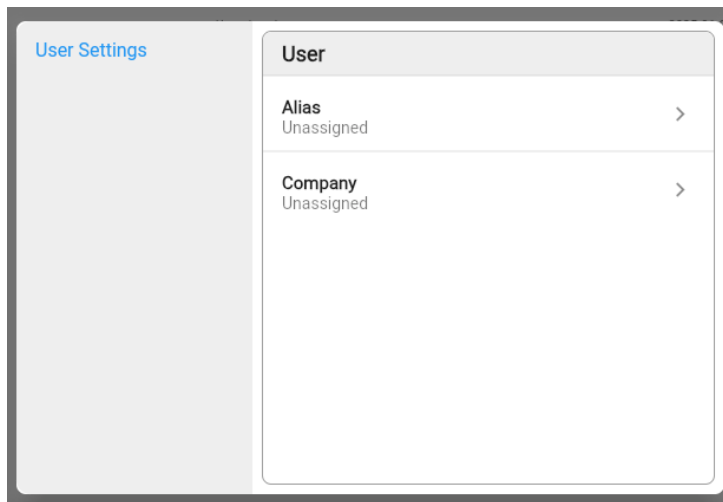 User Settings
User
Alias
Unassigned
Company
Unassigned